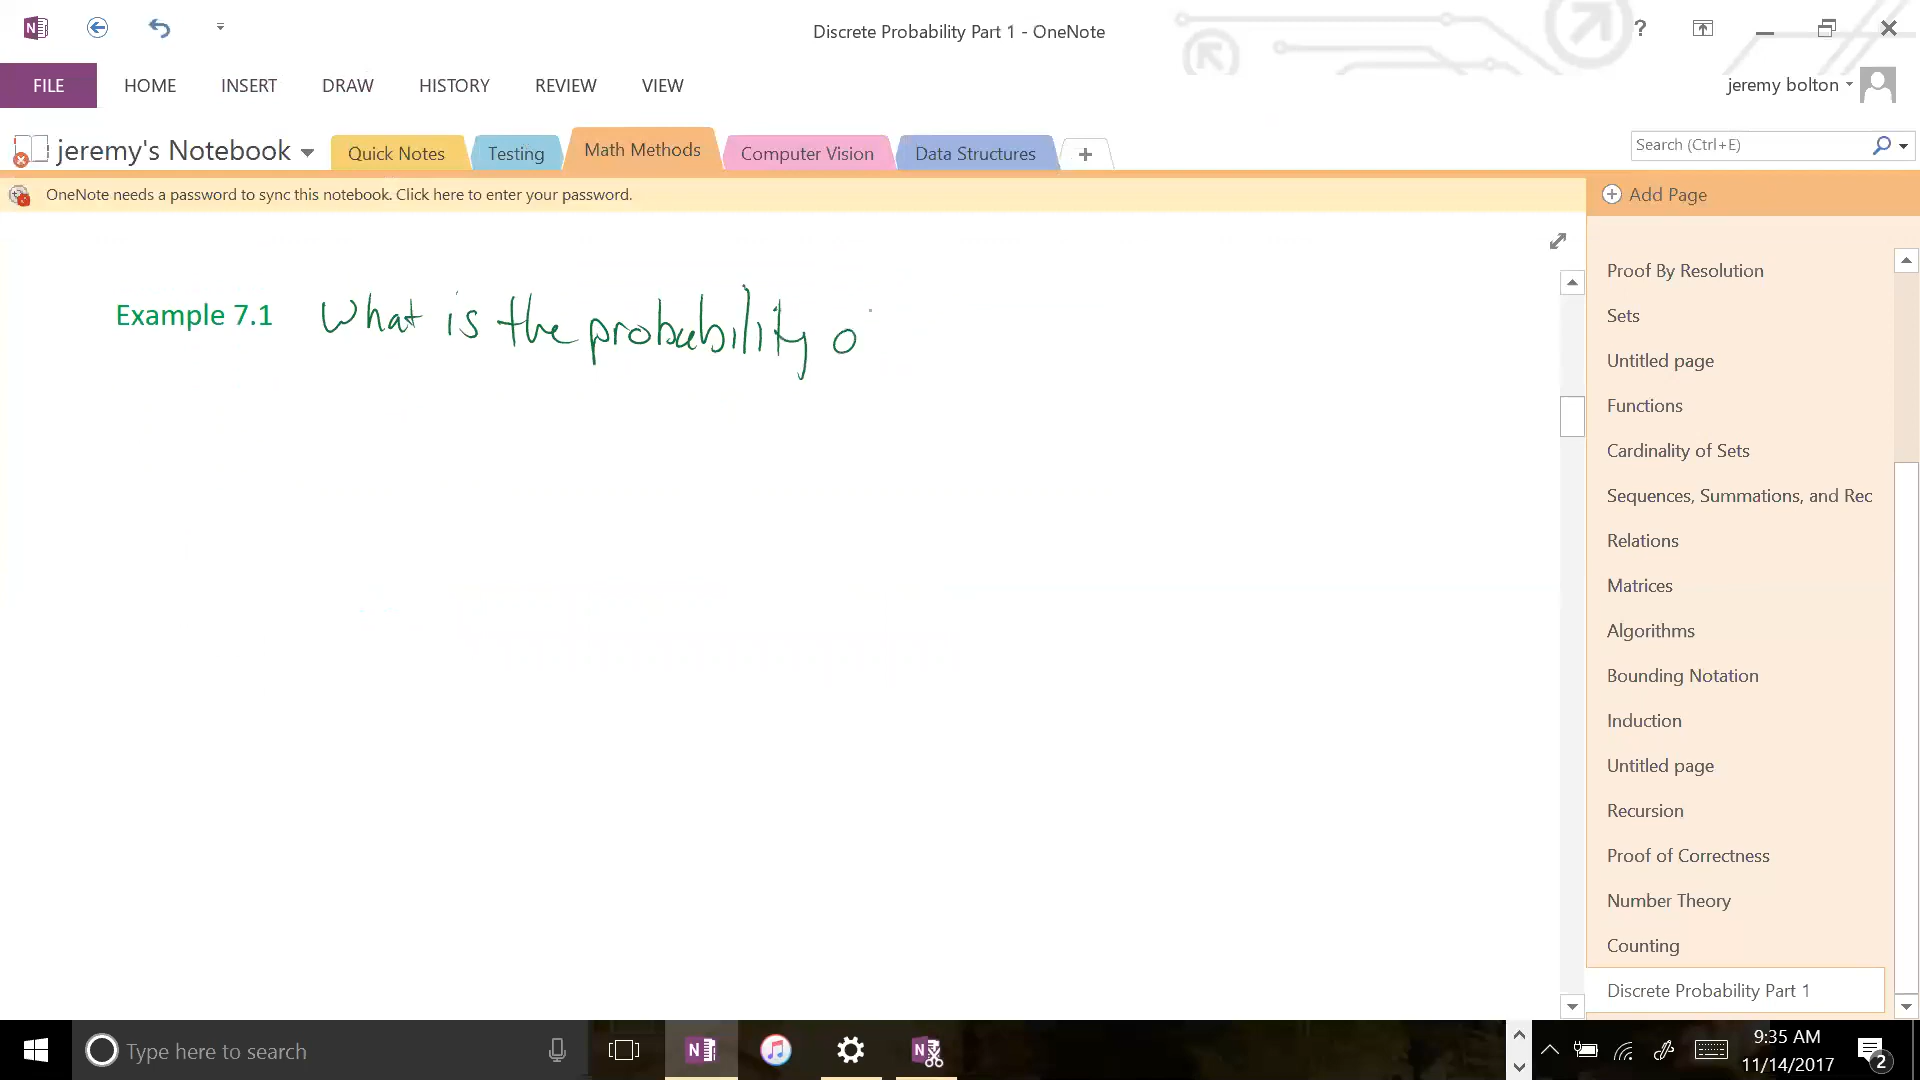 Discrete Probability Part 1 - OneNote
?
FILE HOME INSERT DRAW HISTORY REVIEW VIEW
jeremy bolton
jeremy's Notebook
Quick Notes
Testing
Math Methods
Computer Vision
Data Structures
Search (Ctrl+E)
OneNote needs a password to sync this notebook. Click here to enter your password.
Example 7.1 What is the probability o
Add Page
Proof By Resolution
Sets
Untitled page
Functions
Cardinality of Sets
Sequences, Summations, and Rec
Relations
Matrices
Algorithms
Bounding Notation
Induction
Untitled page
Recursion
Proof of Correctness
Number Theory
Counting
Discrete Probability Part 1
Type here to search
9:35 AM
11/14/2017
2